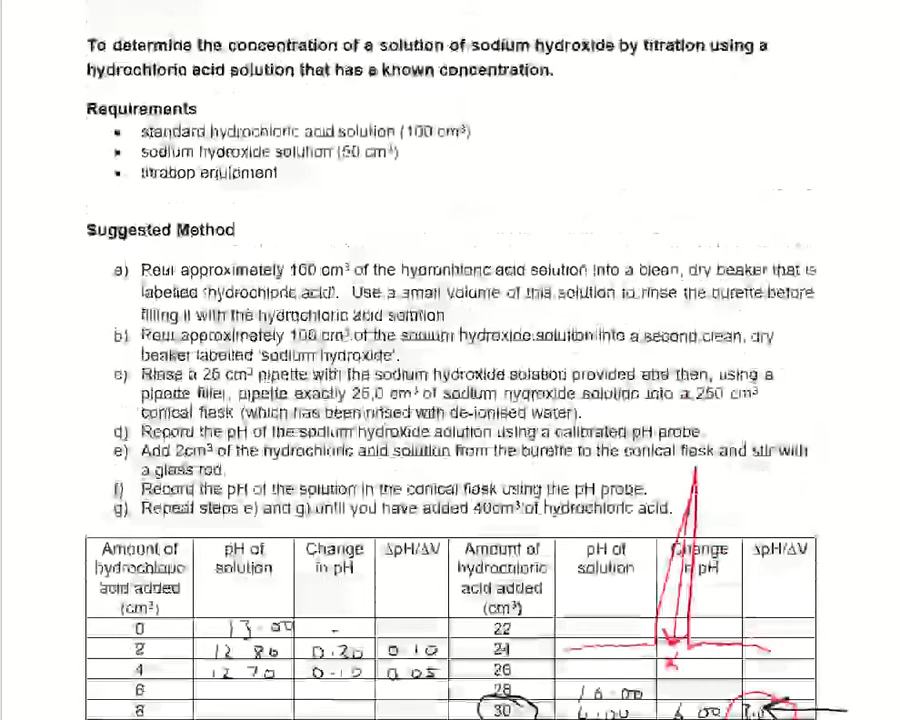 To determine the concentration of a solution of sodium hydroxide by titration using a
hydrochloric acid solution that has a known concentration.
Requirements
• standard hydrochloric acid solution (100 cm³)
• sodium hydroxide solution (50 cm³)
• titration equipment
Suggested Method
a) Pour approximately 100 cm³ of the hydrochloric acid solution into a clean, dry beaker that is
labelled 'hydrochloric acid'. Use a small volume of this solution to rinse the burette before
filling it with the hydrochloric acid solution
b) Pour approximately 100 cm³ of the sodium hydroxide solution into a second clean, dry
beaker labelled 'sodium hydroxide'.
c) Rinse a 25 cm³ pipette with the sodium hydroxide solution provided and then, using a
pipette filler, pipette exactly 25.0 cm³ of sodium hydroxide solution into a 250 cm³
conical flask (which has been rinsed with de-ionised water).
d) Record the pH of the sodium hydroxide solution using a calibrated pH probe
e) Add 2cm³ of the hydrochloric acid solution from the burette to the conical flask and stir with
a glass rod.
f) Record the pH of the solution in the conical flask using the pH probe.
g) Repeat steps e) and g) until you have added 40cm³ of hydrochloric acid.
Amount of pH of Change ΔpH/ΔV Amount of pH of Change ΔpH/ΔV
hydrochloric solution in pH hydrochloric solution in pH
acid added acid added
(cm³) (cm³)
0 13.00 - 22
2 12 80 0.20 0 10 24
4 12 70 0.10 0.05 26
6 28 10 00
8 30 6 00